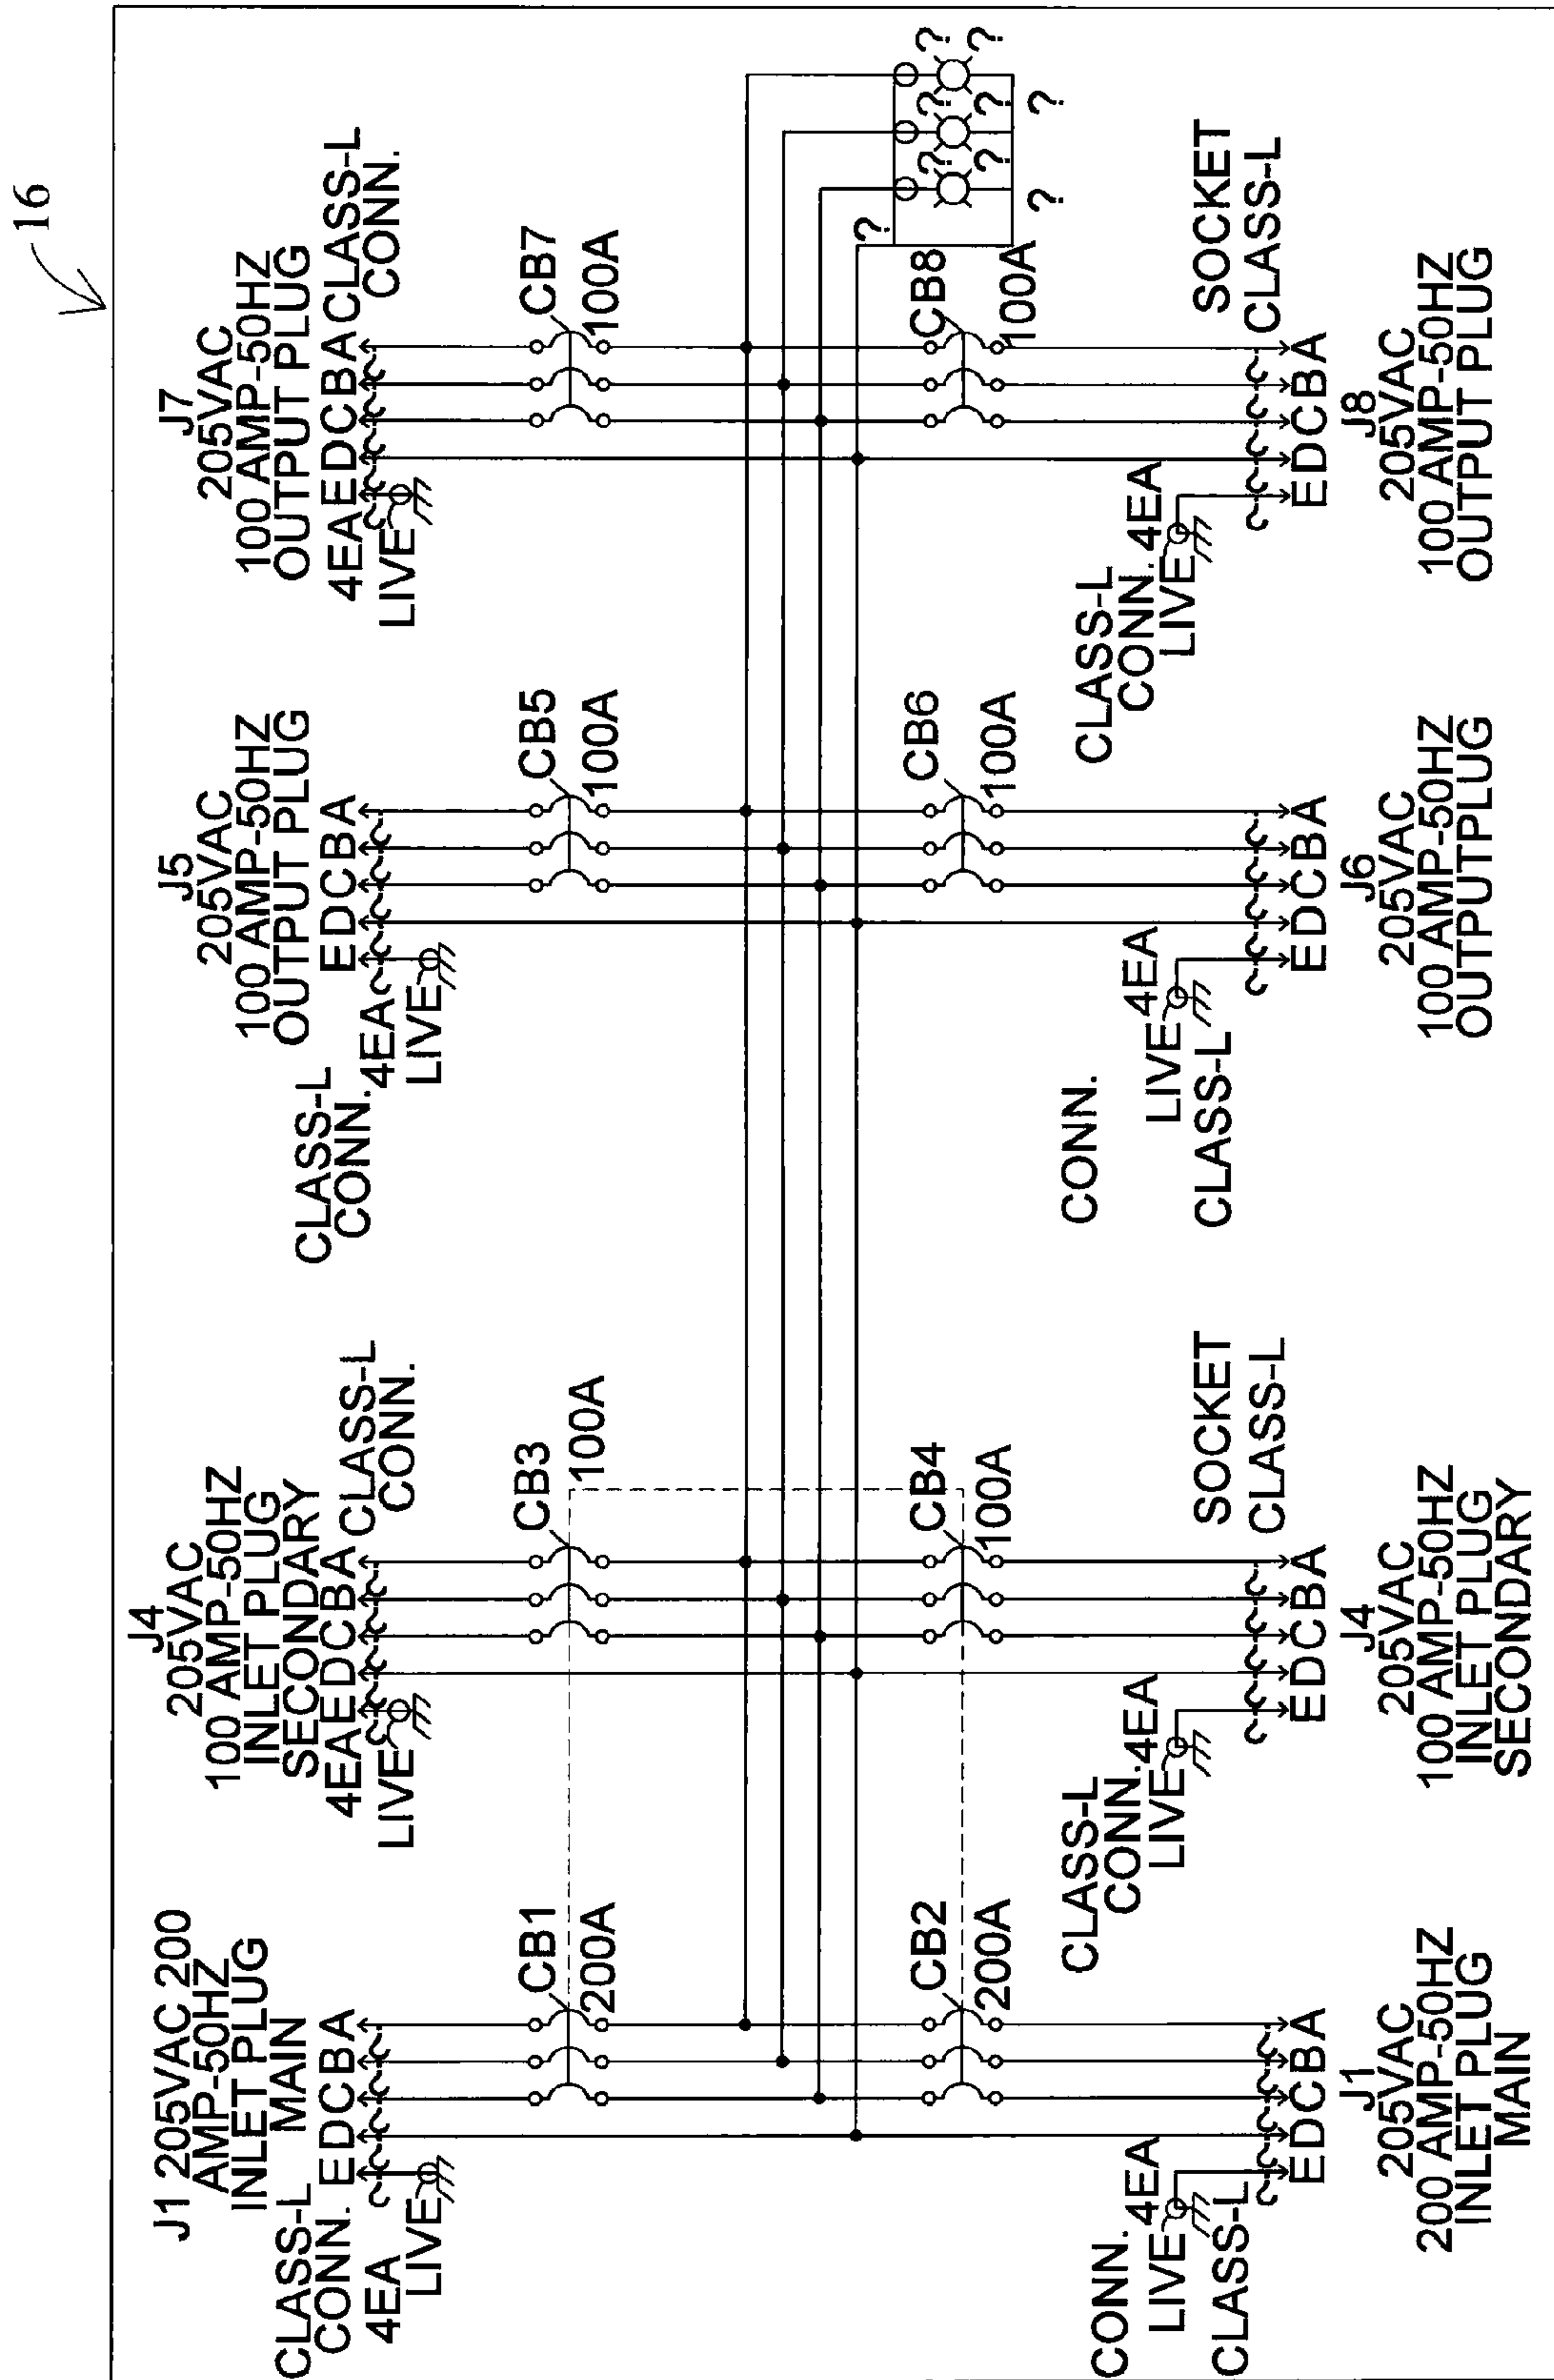 16
J1 205VAC 200
AMP-50HZ
INLET PLUG
MAIN
CLASS-L
CONN.
EDCBA
4EA
LIVE
CB1
200A
J4
205VAC
100 AMP-50HZ
INLET PLUG
SECONDARY
4EAEDCBA
CLASS-L
CONN.
LIVE
CB3
100A
J5
205VAC
100 AMP-50HZ
OUTPUT PLUG
EDCBA
CLASS-L
CONN.
4EA
LIVE
CB5
100A
J7
205VAC
100 AMP-50HZ
OUTPUT PLUG
4EAEDCBA
CLASS-L
CONN.
LIVE
CB7
100A
?
? ? ?
? ? ?
? ?
CB2
200A
CONN.
4EA
LIVE
CLASS-L
EDCBA
J1
205VAC
200 AMP-50HZ
INLET PLUG
MAIN
CB4
100A
CLASS-L
CONN.
4EA
LIVE
SOCKET
CLASS-L
EDCBA
J4
205VAC
100 AMP-50HZ
INLET PLUG
SECONDARY
CB6
100A
CONN.
4EA
LIVE
CLASS-L
EDCBA
J6
205VAC
100 AMP-50HZ
OUTPUTPLUG
CB8
100A
CLASS-L
CONN.
4EA
LIVE
SOCKET
CLASS-L
EDCBA
J8
205VAC
100 AMP-50HZ
OUTPUT PLUG